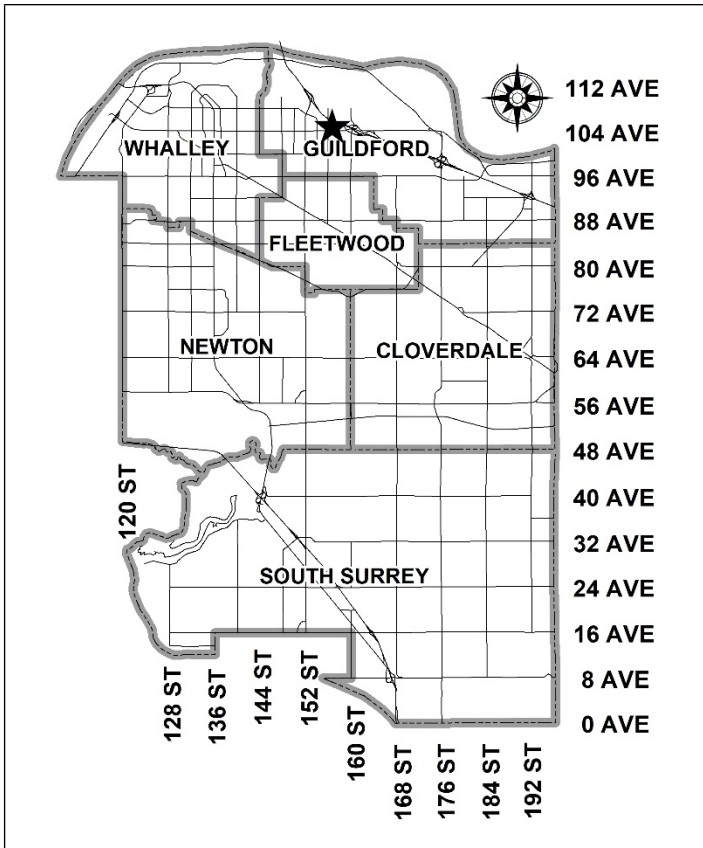 112 AVE
104 AVE
WHALLEY
GUILDFORD
96 AVE
88 AVE
FLEETWOOD
80 AVE
72 AVE
NEWTON
CLOVERDALE
64 AVE
56 AVE
48 AVE
120 ST
40 AVE
32 AVE
SOUTH SURREY
24 AVE
16 AVE
8 AVE
0 AVE
128 ST
136 ST
144 ST
152 ST
160 ST
168 ST
176 ST
184 ST
192 ST